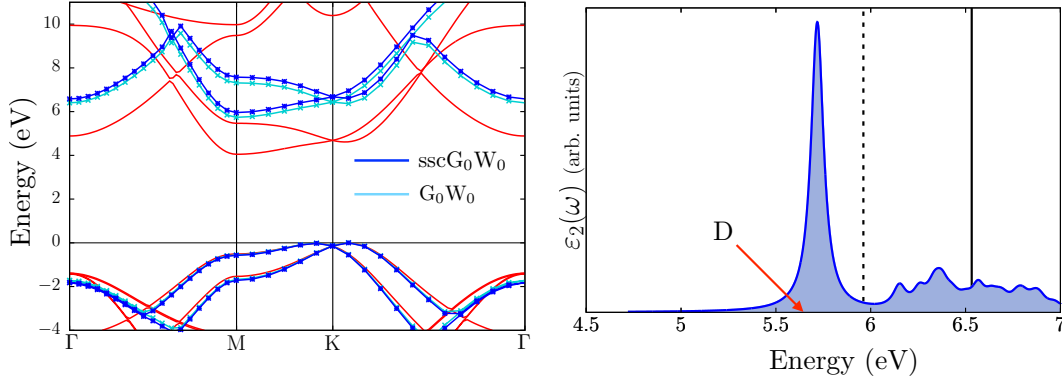 10
8
6
4
2
0
−2
−4
Energy (eV)
Γ
M
K
Γ
sscG₀W₀
G₀W₀
ε₂(ω) (arb. units)
D
4.5
5
5.5
6
6.5
7
Energy (eV)